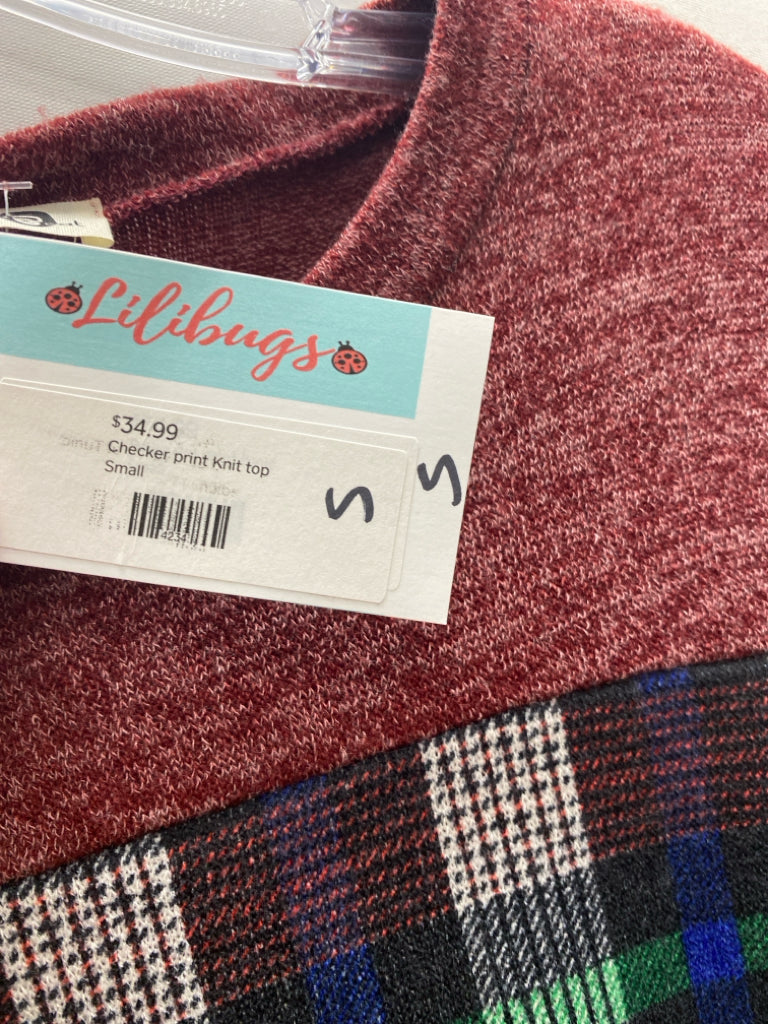 Lilibugs
$34.99
Checker print Knit top
Small
S S